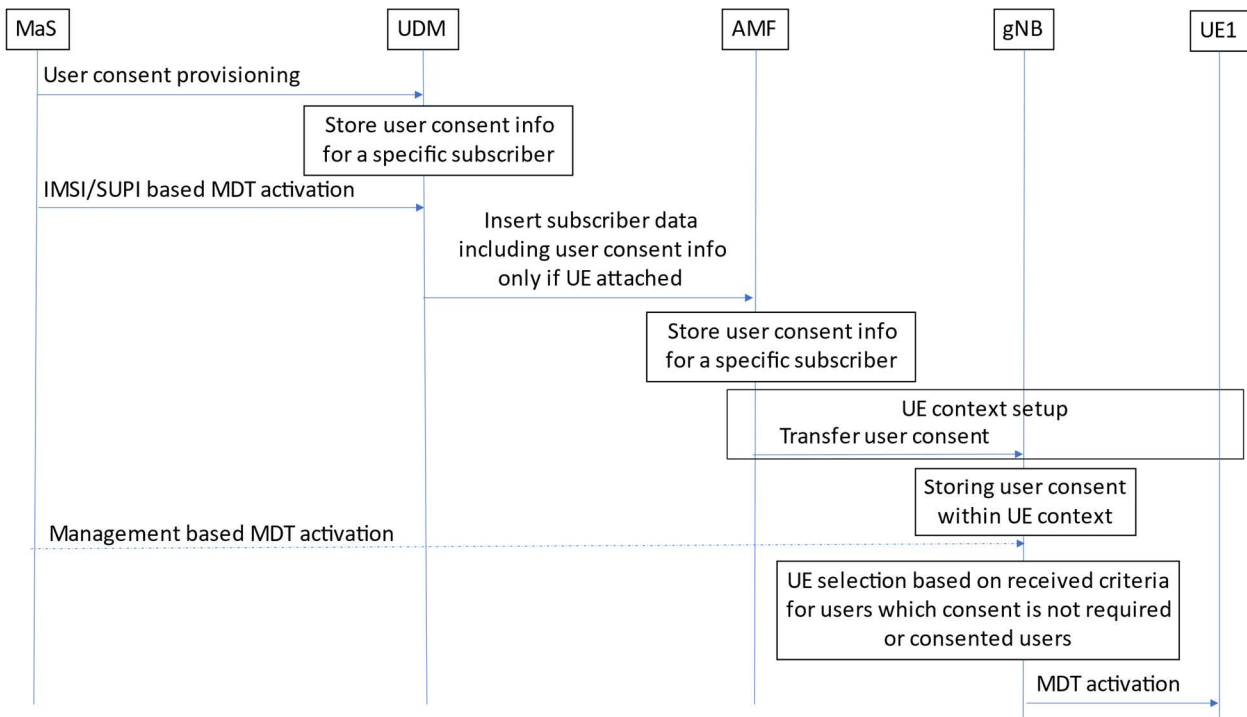 MaS
UDM
AMF
gNB
UE1
User consent provisioning
Store user consent info
for a specific subscriber
IMSI/SUPI based MDT activation
Insert subscriber data
including user consent info
only if UE attached
Store user consent info
for a specific subscriber
UE context setup
Transfer user consent
Storing user consent
within UE context
Management based MDT activation
UE selection based on received criteria
for users which consent is not required
or consented users
MDT activation